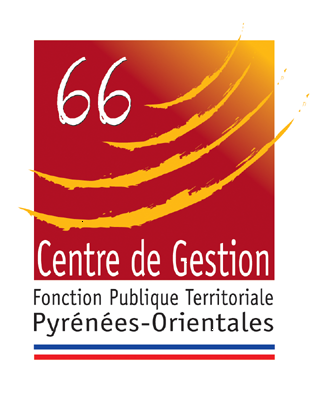 66
Centre de Gestion
Fonction Publique Territoriale
Pyrénées-Orientales